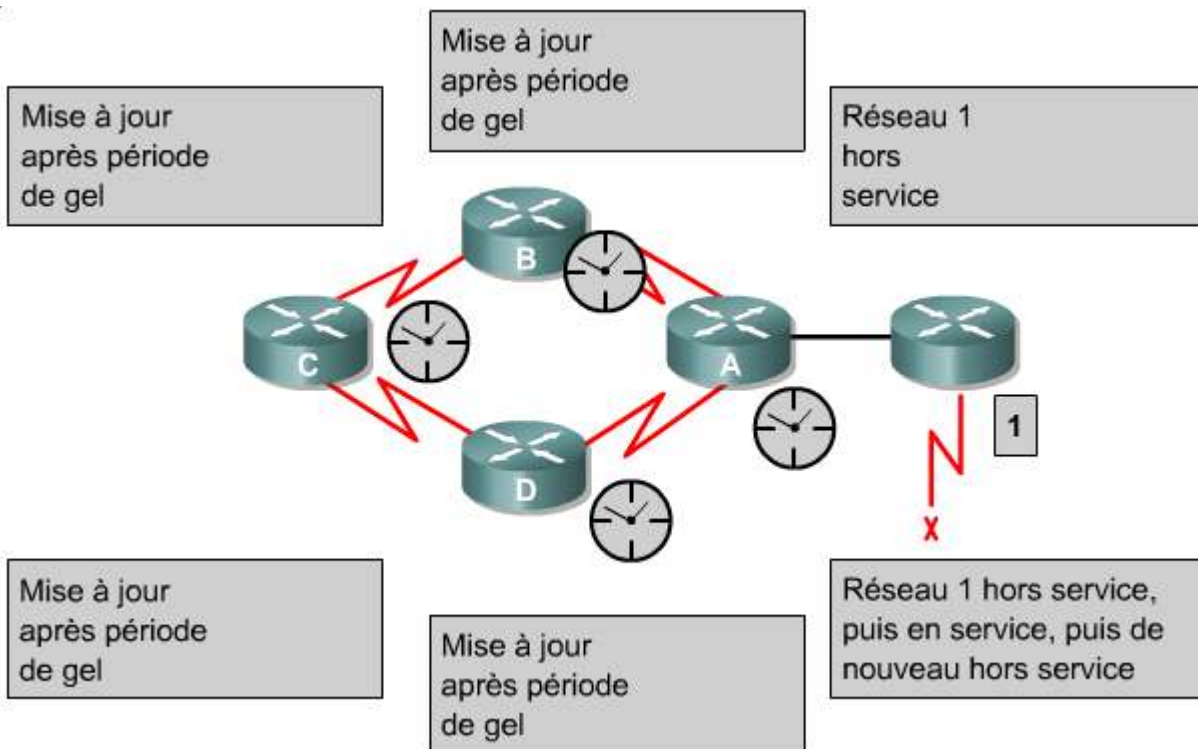 Mise à jour
après période
de gel
Mise à jour
après période
de gel
Réseau 1
hors
service
B
C
A
D
1
Mise à jour
après période
de gel
Mise à jour
après période
de gel
Réseau 1 hors service,
puis en service, puis de
nouveau hors service